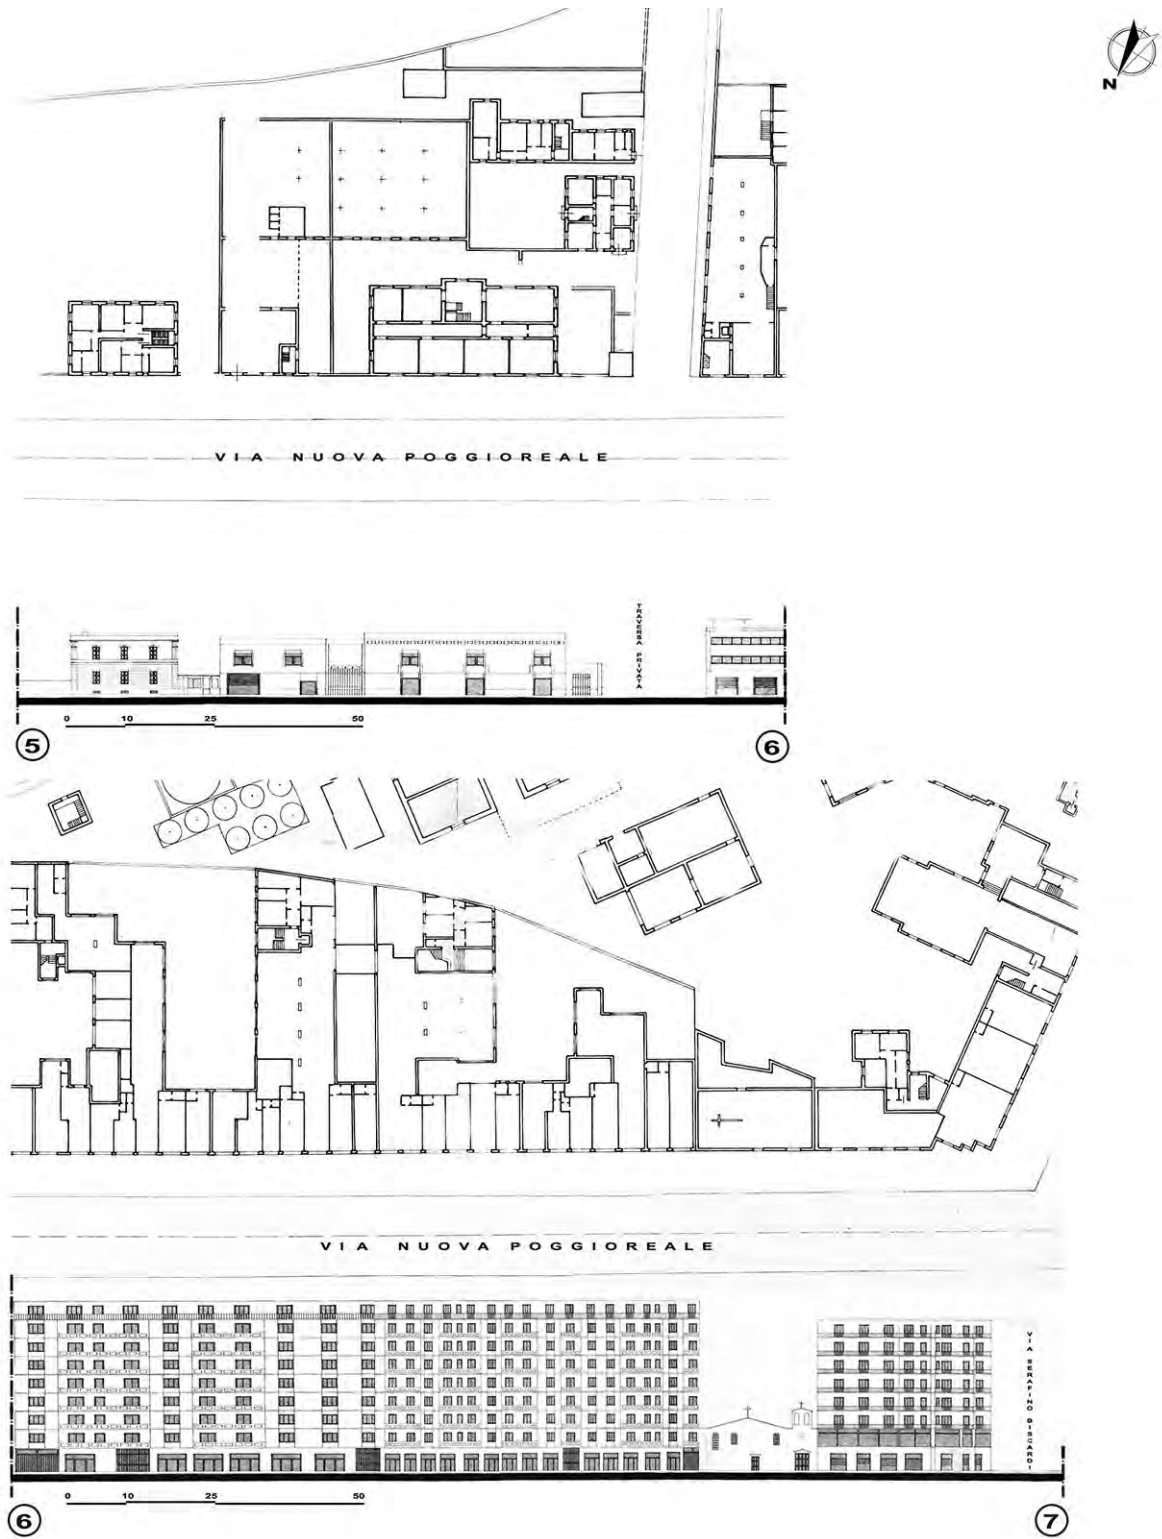 N
VIA NUOVA POGGIOREALE
TRAVERSA PRIVATA
0 10 25 50
5 6
VIA NUOVA POGGIOREALE
VIA SERAFINO BISCARDI
0 10 25 50
6 7